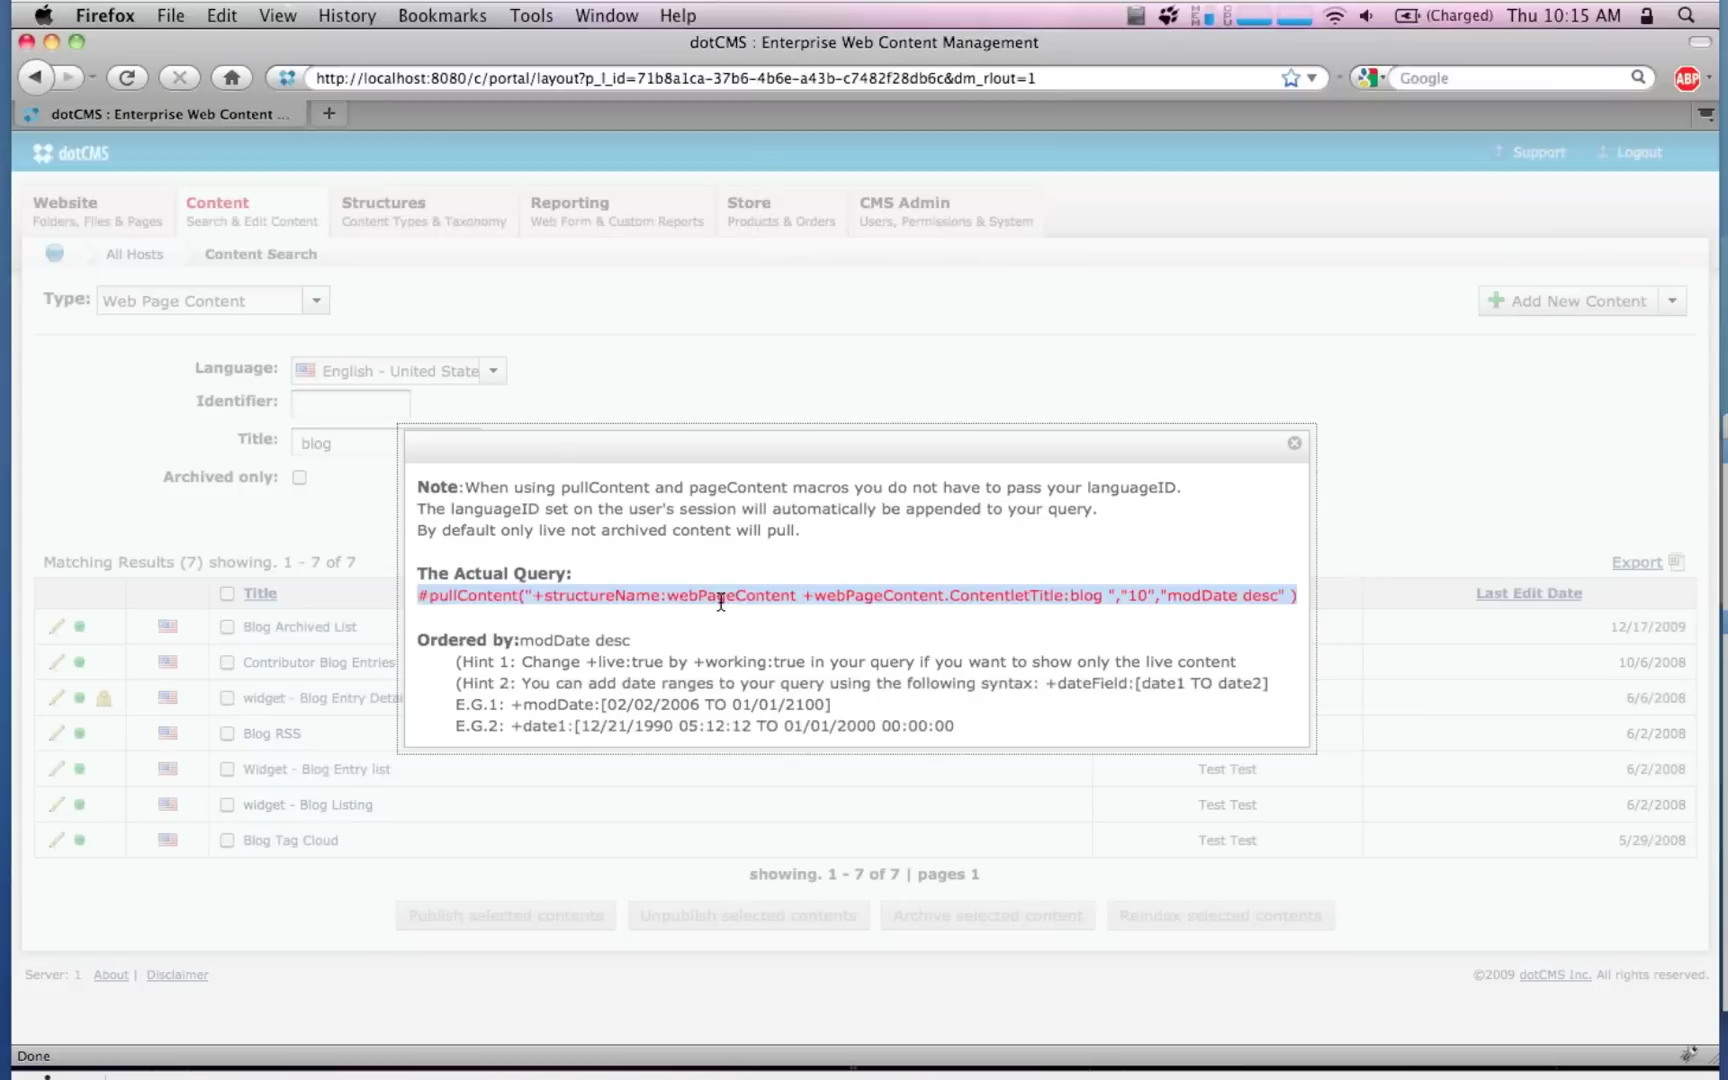 Firefox File Edit View History Bookmarks Tools Window Help (Charged) Thu 10:15 AM
dotCMS : Enterprise Web Content Management
http://localhost:8080/c/portal/layout?p_l_id=71b8a1ca-37b6-4b6e-a43b-c7482f28db6c&dm_rlout=1 Google ABP
dotCMS : Enterprise Web Content ...
dotCMS Support Logout
Website Content Structures Reporting Store CMS Admin
Folders, Files & Pages Search & Edit Content Content Types & Taxonomy Web Form & Custom Reports Products & Orders Users, Permissions & System
All Hosts Content Search
Type: Web Page Content Add New Content
Language: English - United State
Identifier:
Title: blog
Archived only:
Note:When using pullContent and pageContent macros you do not have to pass your languageID.
The languageID set on the user's session will automatically be appended to your query.
By default only live not archived content will pull.
The Actual Query:
#pullContent("+structureName:webPageContent +webPageContent.ContentletTitle:blog ","10","modDate desc" )
Ordered by:modDate desc
(Hint 1: Change +live:true by +working:true in your query if you want to show only the live content
(Hint 2: You can add date ranges to your query using the following syntax: +dateField:[date1 TO date2]
E.G.1: +modDate:[02/02/2006 TO 01/01/2100]
E.G.2: +date1:[12/21/1990 05:12:12 TO 01/01/2000 00:00:00
Matching Results (7) showing. 1 - 7 of 7 Export
Title Last Edit Date
Blog Archived List 12/17/2009
Contributor Blog Entries 10/6/2008
widget - Blog Entry Detai 6/6/2008
Blog RSS 6/2/2008
Widget - Blog Entry list Test Test 6/2/2008
widget - Blog Listing Test Test 6/2/2008
Blog Tag Cloud Test Test 5/29/2008
showing. 1 - 7 of 7 | pages 1
Publish selected contents Unpublish selected contents Archive selected content Reindex selected contents
Server: 1 About | Disclaimer ©2009 dotCMS Inc. All rights reserved.
Done